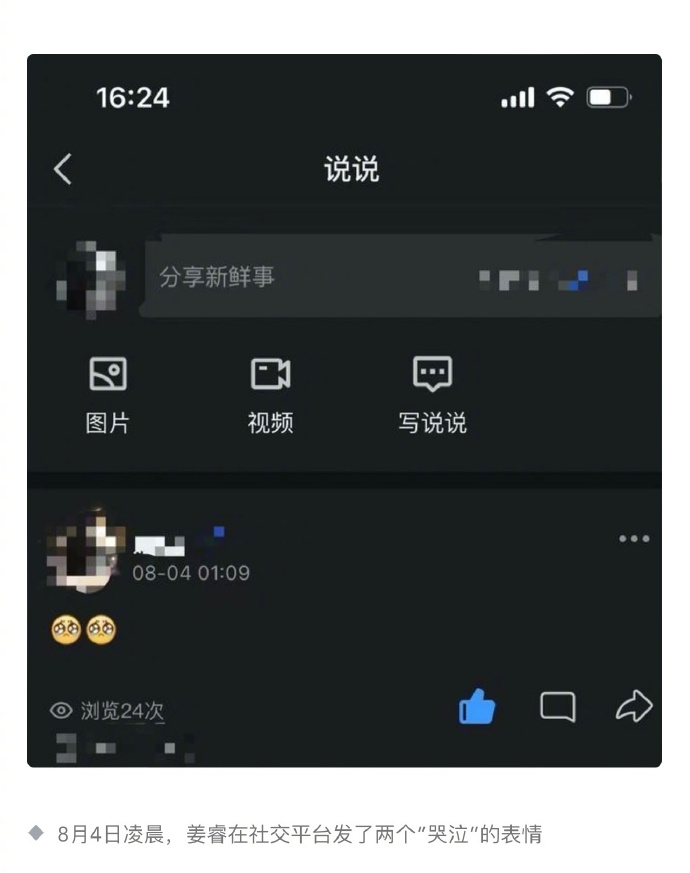 16:24
说说
分享新鲜事
图片 视频 写说说
08-04 01:09
浏览24次
8月4日凌晨，姜睿在社交平台发了两个“哭泣”的表情